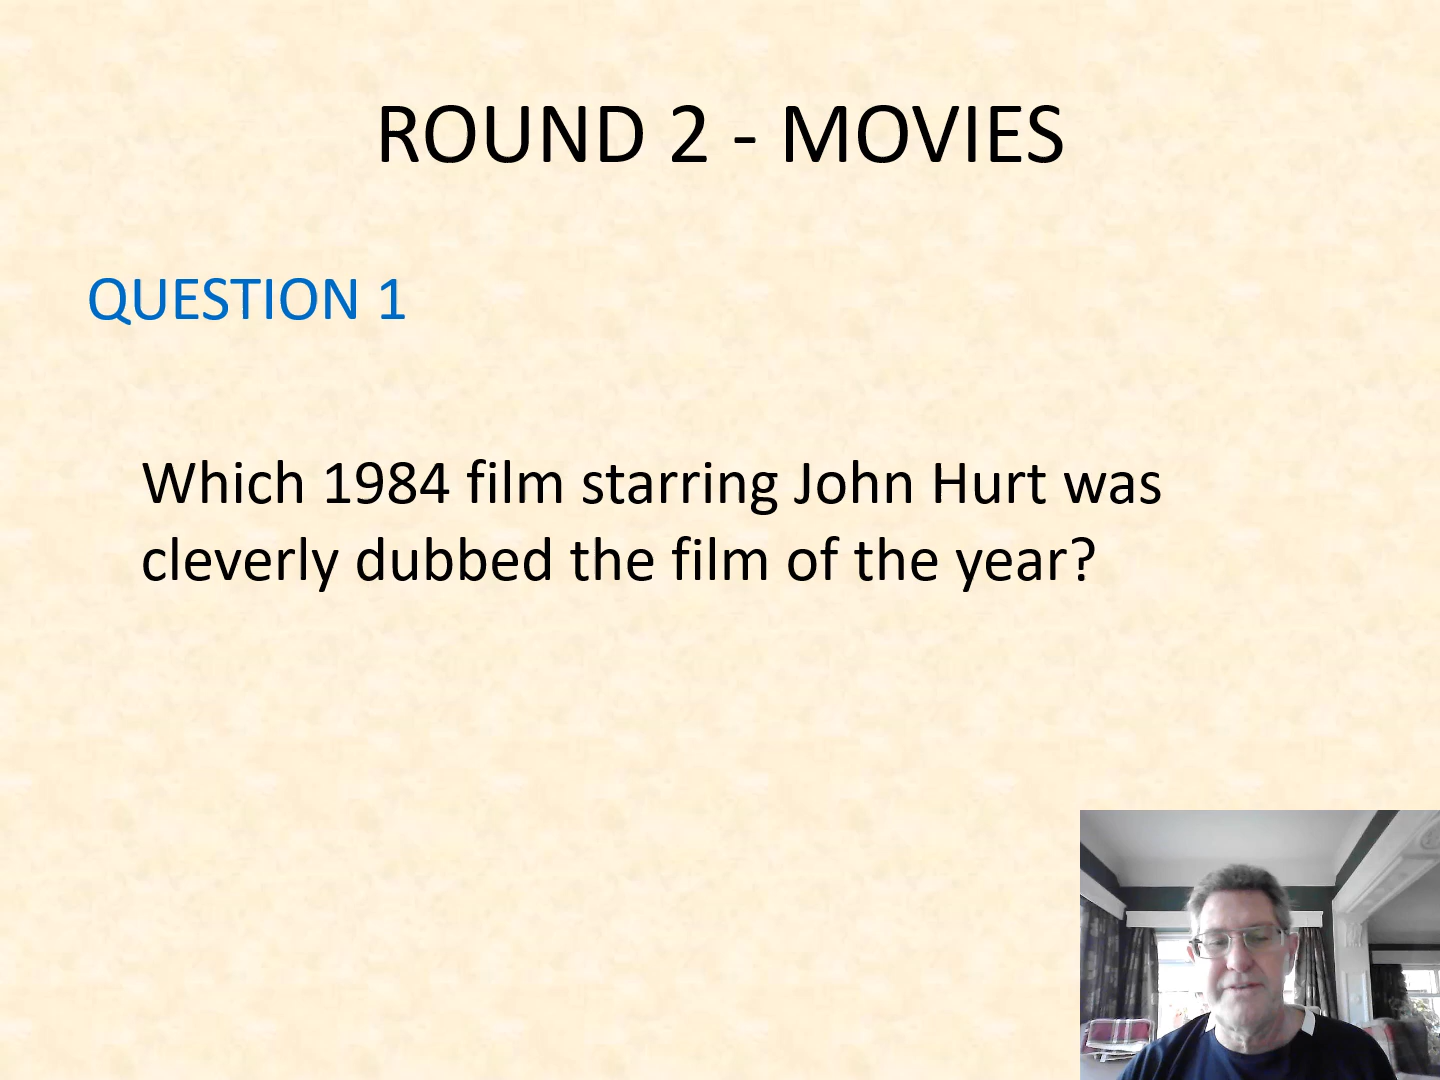 ROUND 2 - MOVIES
QUESTION 1
Which 1984 film starring John Hurt was
cleverly dubbed the film of the year?